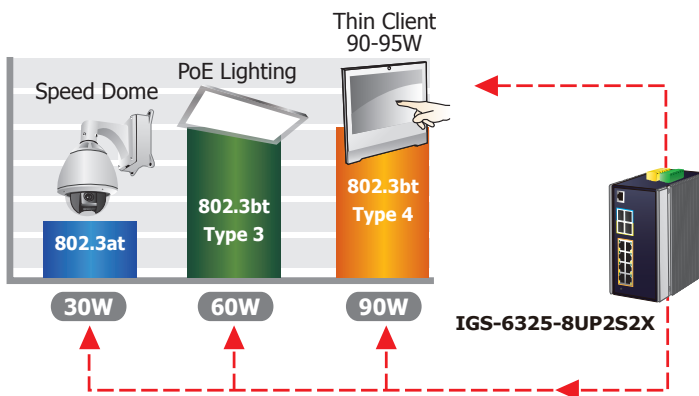 Thin Client
90-95W
PoE Lighting
Speed Dome
802.3at
802.3bt
Type 3
802.3bt
Type 4
30W
60W
90W
IGS-6325-8UP2S2X